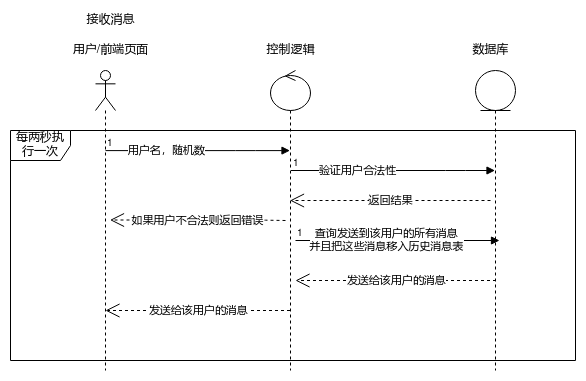 接收消息
用户/前端页面
控制逻辑
数据库
每两秒执
行一次
1
用户名，随机数
1
验证用户合法性
返回结果
如果用户不合法则返回错误
1
查询发送到该用户的所有消息
并且把这些消息移入历史消息表
发送给该用户的消息
发送给该用户的消息